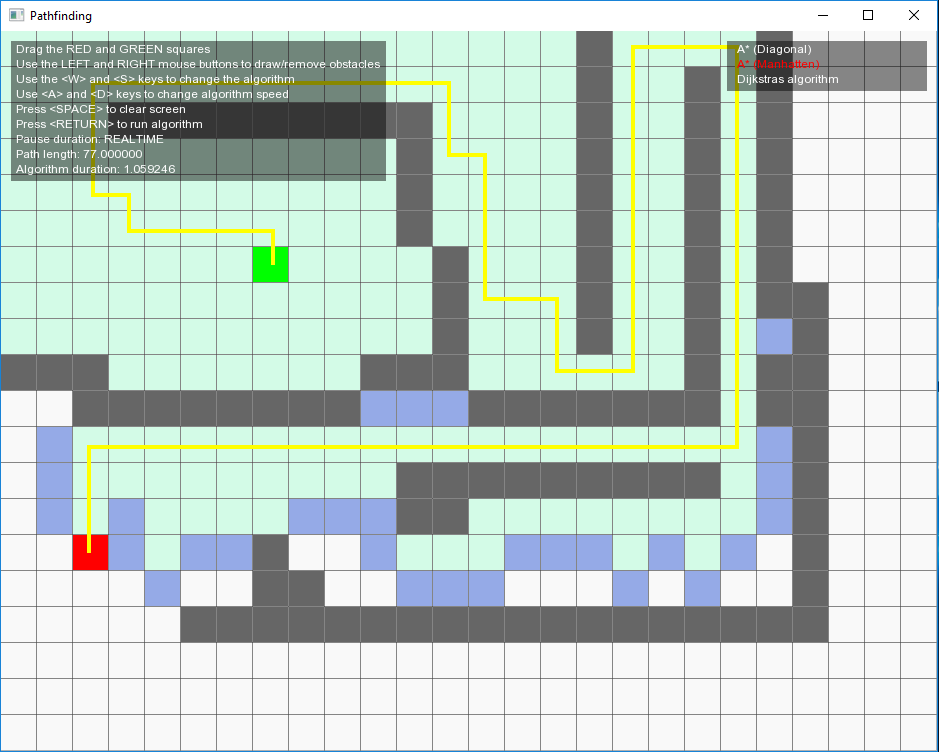 Pathfinding
Drag the RED and GREEN squares
Use the LEFT and RIGHT mouse buttons to draw/remove obstacles
Use the <W> and <S> keys to change the algorithm
Use <A> and <D> keys to change algorithm speed
Press <SPACE> to clear screen
Press <RETURN> to run algorithm
Pause duration: REALTIME
Path length: 77.000000
Algorithm duration: 1.059246
A* (Diagonal)
A* (Manhatten)
Dijkstras algorithm